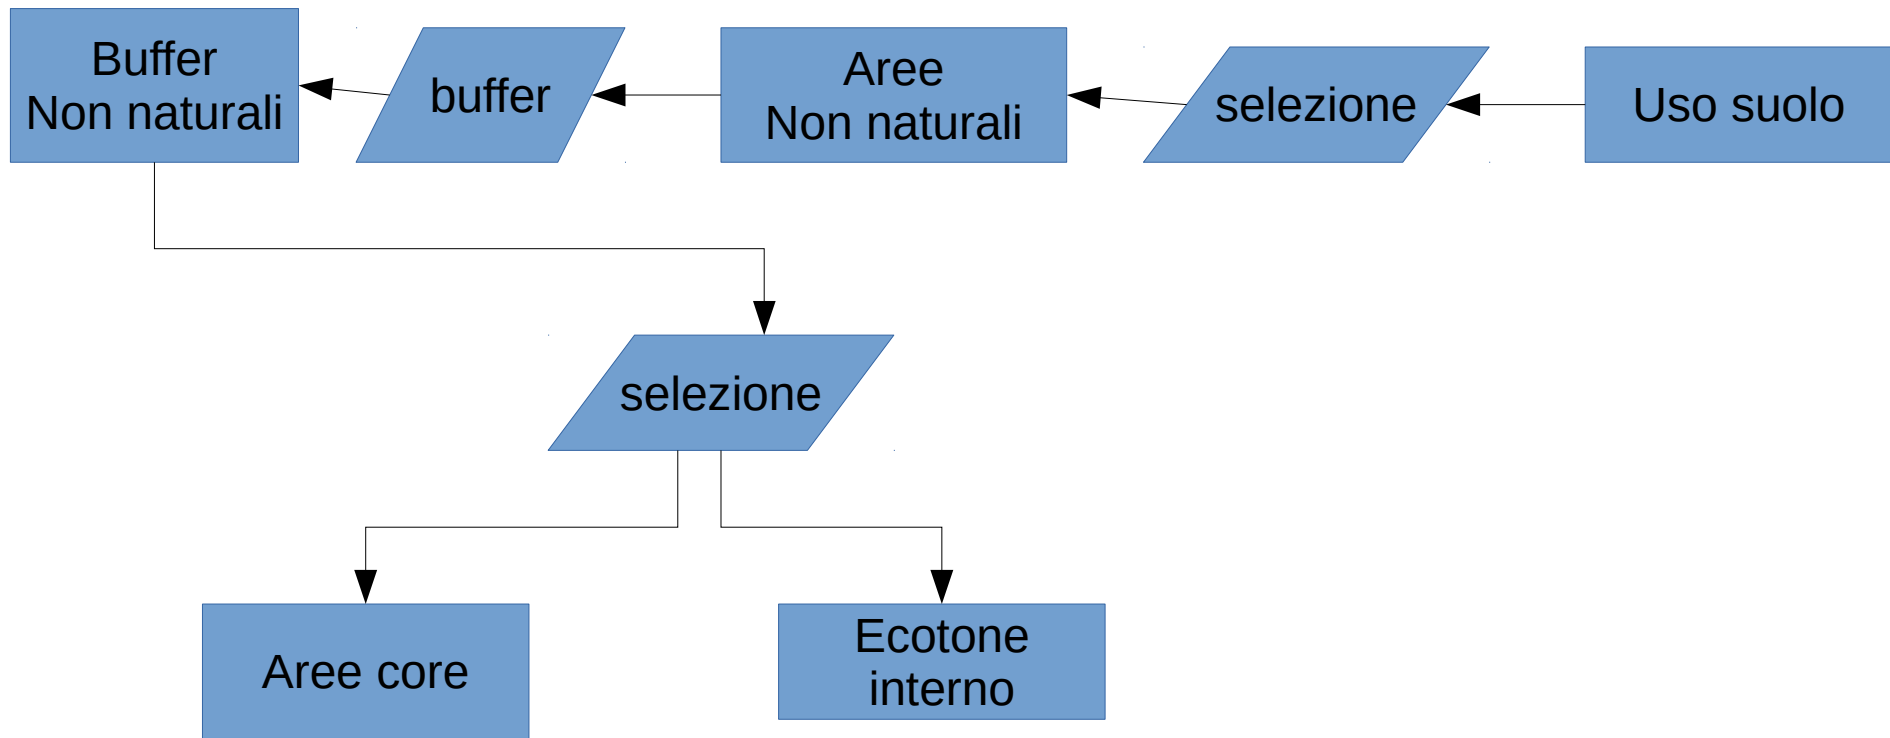 Buffer
Non naturali
buffer
Aree
Non naturali
selezione
Uso suolo
selezione
Aree core
Ecotone
interno